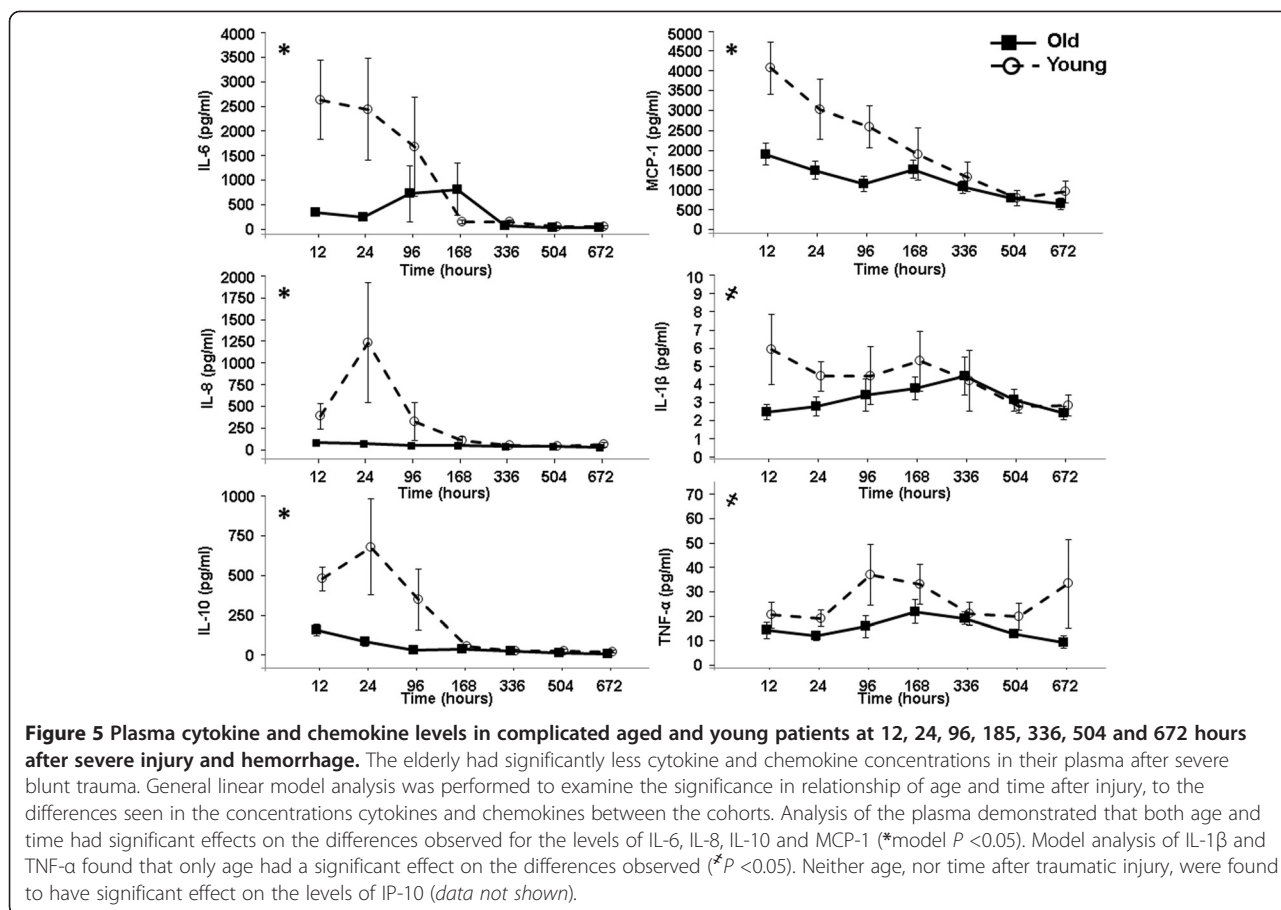 4000
3500
3000
2500
2000
1500
1000
500
0
IL-6 (pg/ml)
*
12 24 96 168 336 504 672
Time (hours)
5000
4500
4000
3500
3000
2500
2000
1500
1000
500
0
MCP-1 (pg/ml)
*
Old
Young
12 24 96 168 336 504 672
Time (hours)
2000
1750
1500
1250
1000
750
500
250
0
IL-8 (pg/ml)
*
12 24 96 168 336 504 672
Time (hours)
10
9
8
7
6
5
4
3
2
1
0
IL-1β (pg/ml)
12 24 96 168 336 504 672
Time (hours)
1000
750
500
250
0
IL-10 (pg/ml)
*
12 24 96 168 336 504 672
Time (hours)
70
60
50
40
30
20
10
0
TNF-α (pg/ml)
12 24 96 168 336 504 672
Time (hours)
Figure 5 Plasma cytokine and chemokine levels in complicated aged and young patients at 12, 24, 96, 185, 336, 504 and 672 hours
after severe injury and hemorrhage. The elderly had significantly less cytokine and chemokine concentrations in their plasma after severe
blunt trauma. General linear model analysis was performed to examine the significance in relationship of age and time after injury, to the
differences seen in the concentrations cytokines and chemokines between the cohorts. Analysis of the plasma demonstrated that both age and
time had significant effects on the differences observed for the levels of IL-6, IL-8, IL-10 and MCP-1 (*model P <0.05). Model analysis of IL-1β and
TNF-α found that only age had a significant effect on the differences observed (P <0.05). Neither age, nor time after traumatic injury, were found
to have significant effect on the levels of IP-10 (data not shown).